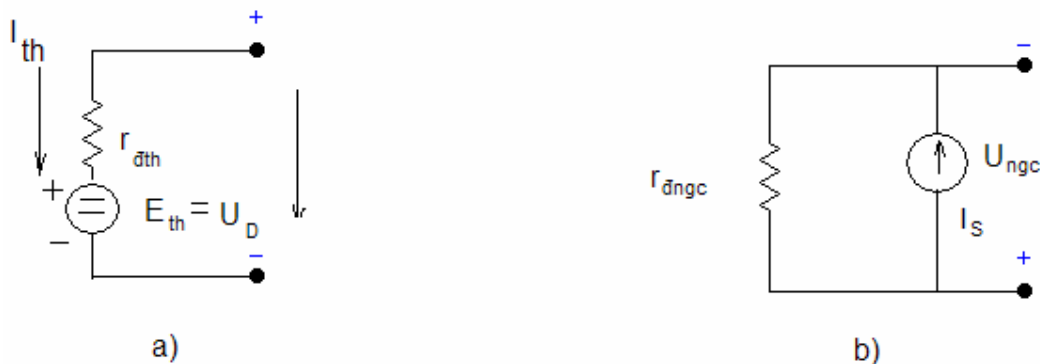 I th
+
r đth
+
E th = U D
−
−
a)
−
r đngc
U ngc
I S
+
b)